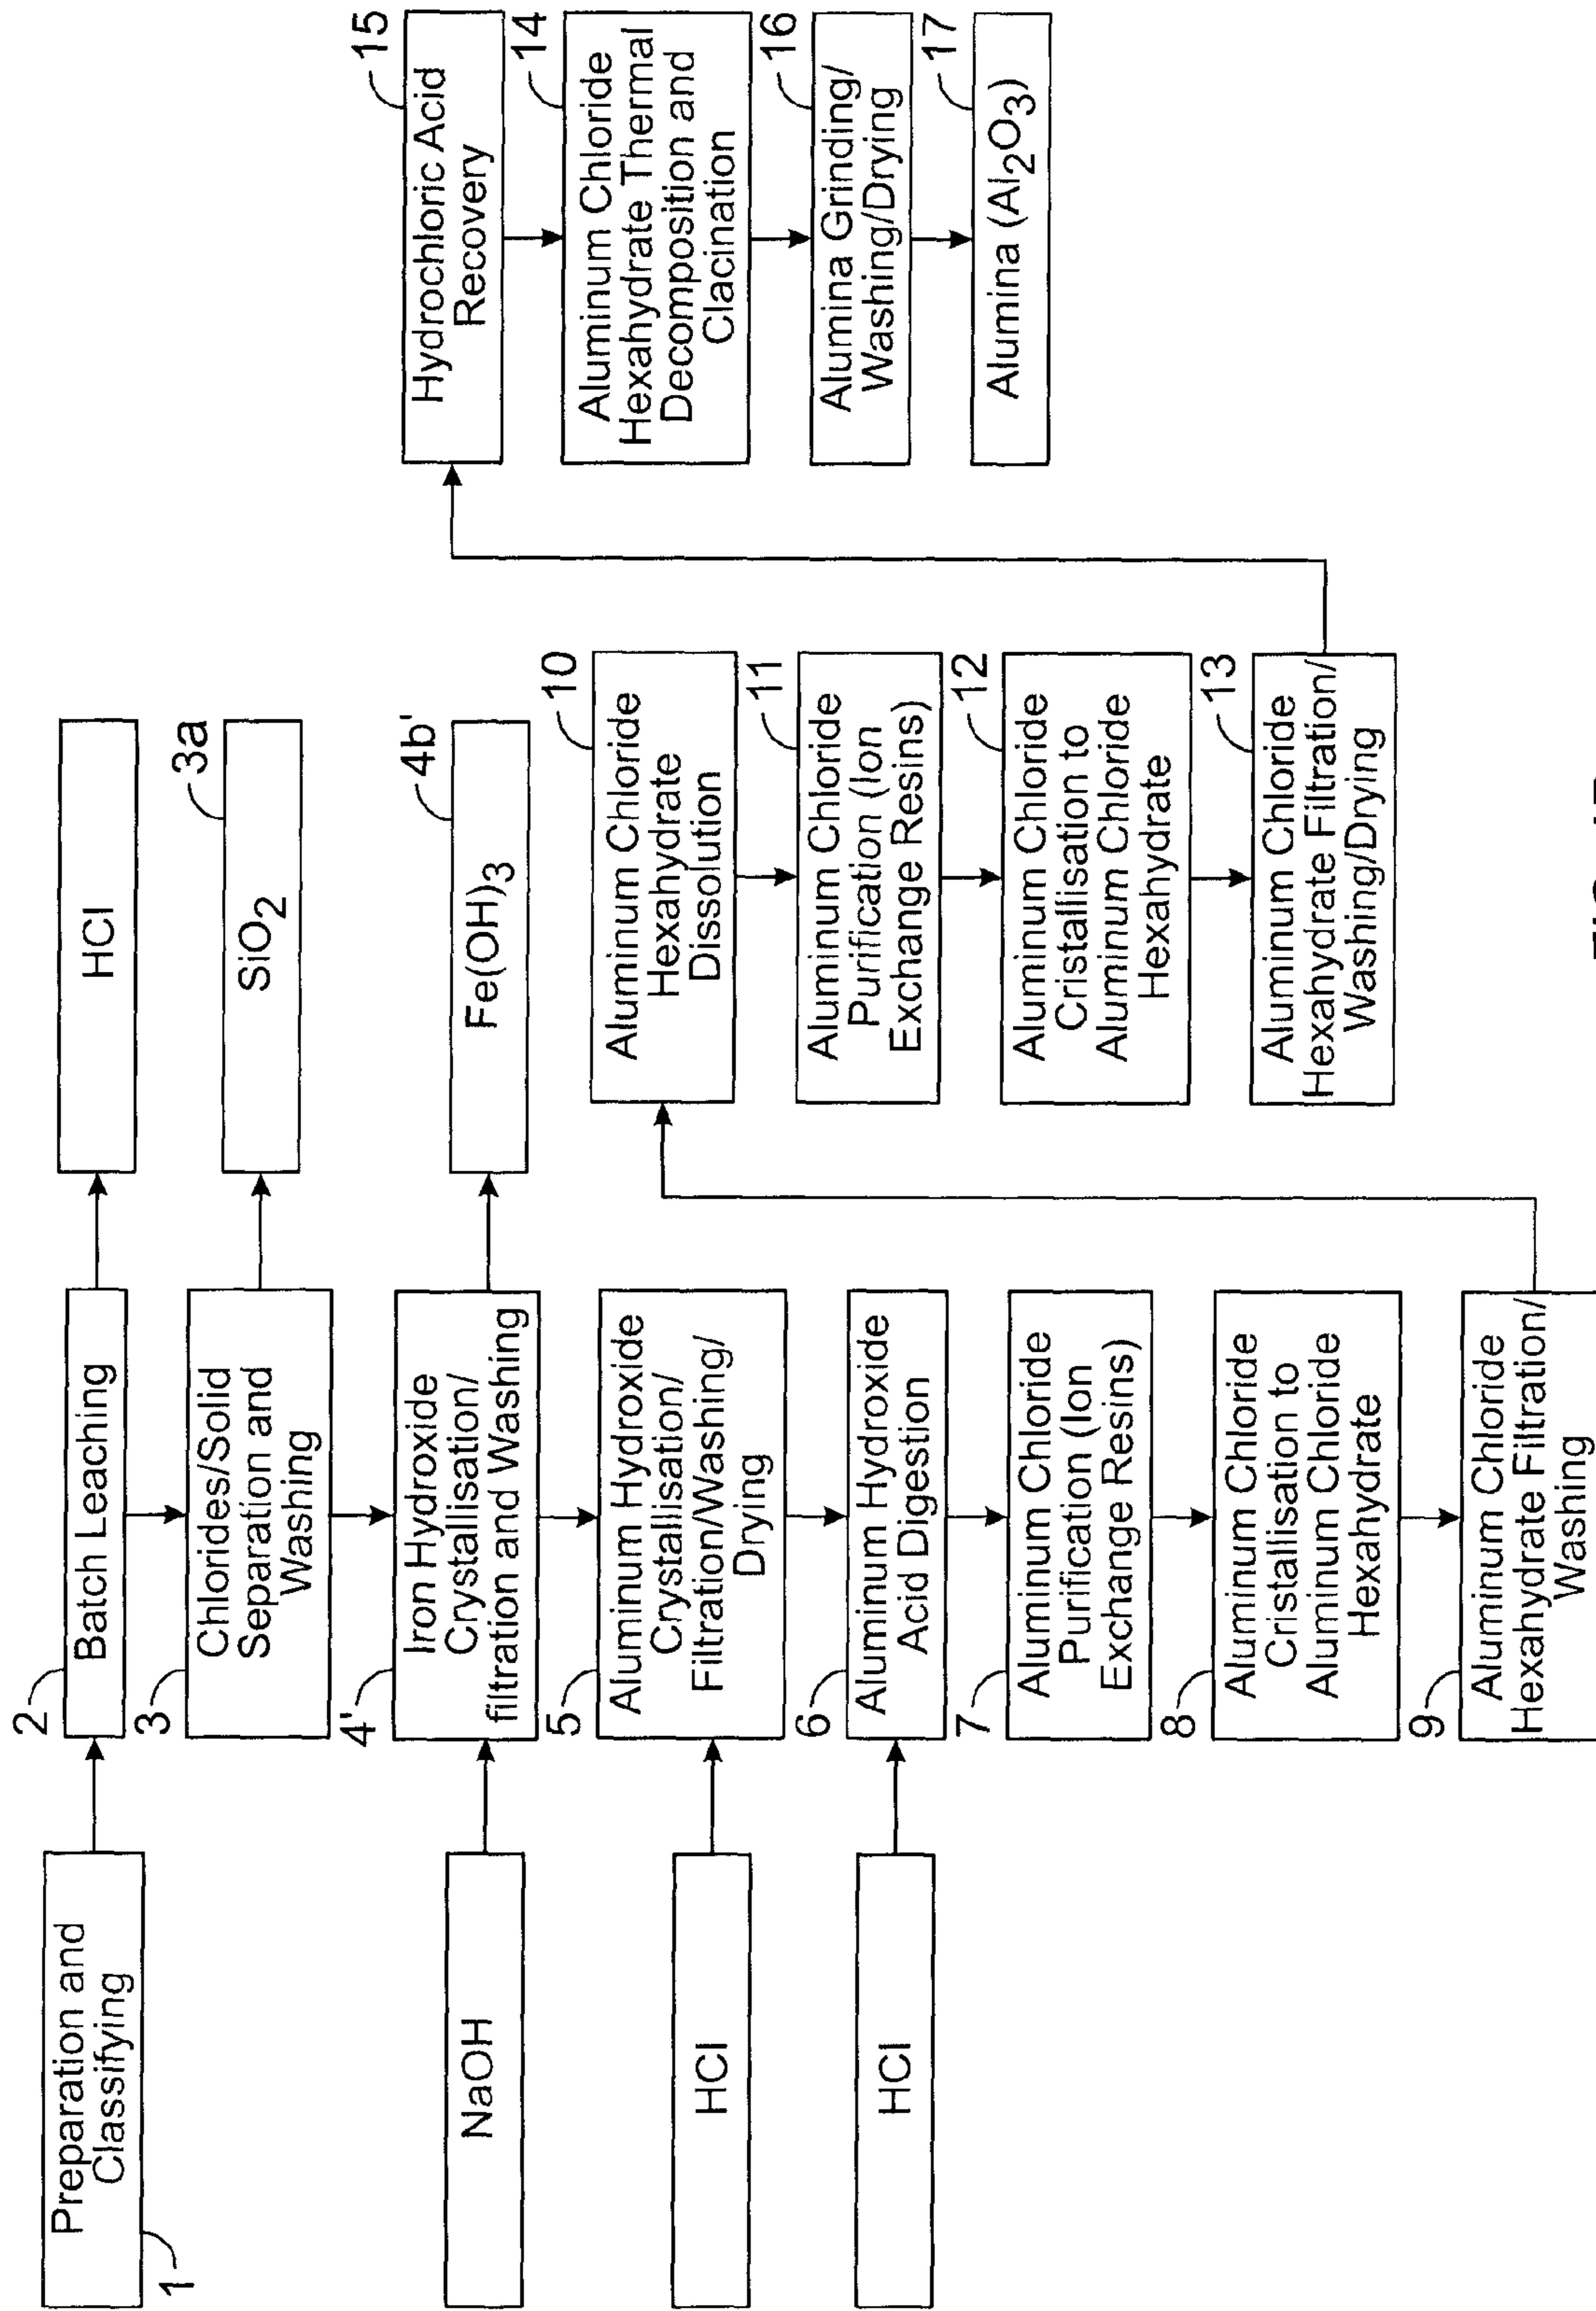 1
Preparation and
Classifying
2
Batch Leaching
HCl
3
Chlorides/Solid
Separation and
Washing
3a
SiO2
NaOH
4'
Iron Hydroxide
Crystallisation/
filtration and Washing
4b'
Fe(OH)3
HCl
5
Aluminum Hydroxide
Crystallisation/
Filtration/Washing/
Drying
HCl
6
Aluminum Hydroxide
Acid Digestion
7
Aluminum Chloride
Purification (Ion
Exchange Resins)
8
Aluminum Chloride
Cristallisation to
Aluminum Chloride
Hexahydrate
9
Aluminum Chloride
Hexahydrate Filtration/
Washing
10
Aluminum Chloride
Hexahydrate
Dissolution
11
Aluminum Chloride
Purification (Ion
Exchange Resins)
12
Aluminum Chloride
Cristallisation to
Aluminum Chloride
Hexahydrate
13
Aluminum Chloride
Hexahydrate Filtration/
Washing/Drying
15
Hydrochloric Acid
Recovery
14
Aluminum Chloride
Hexahydrate Thermal
Decomposition and
Clacination
16
Alumina Grinding/
Washing/Drying
17
Alumina (Al2O3)